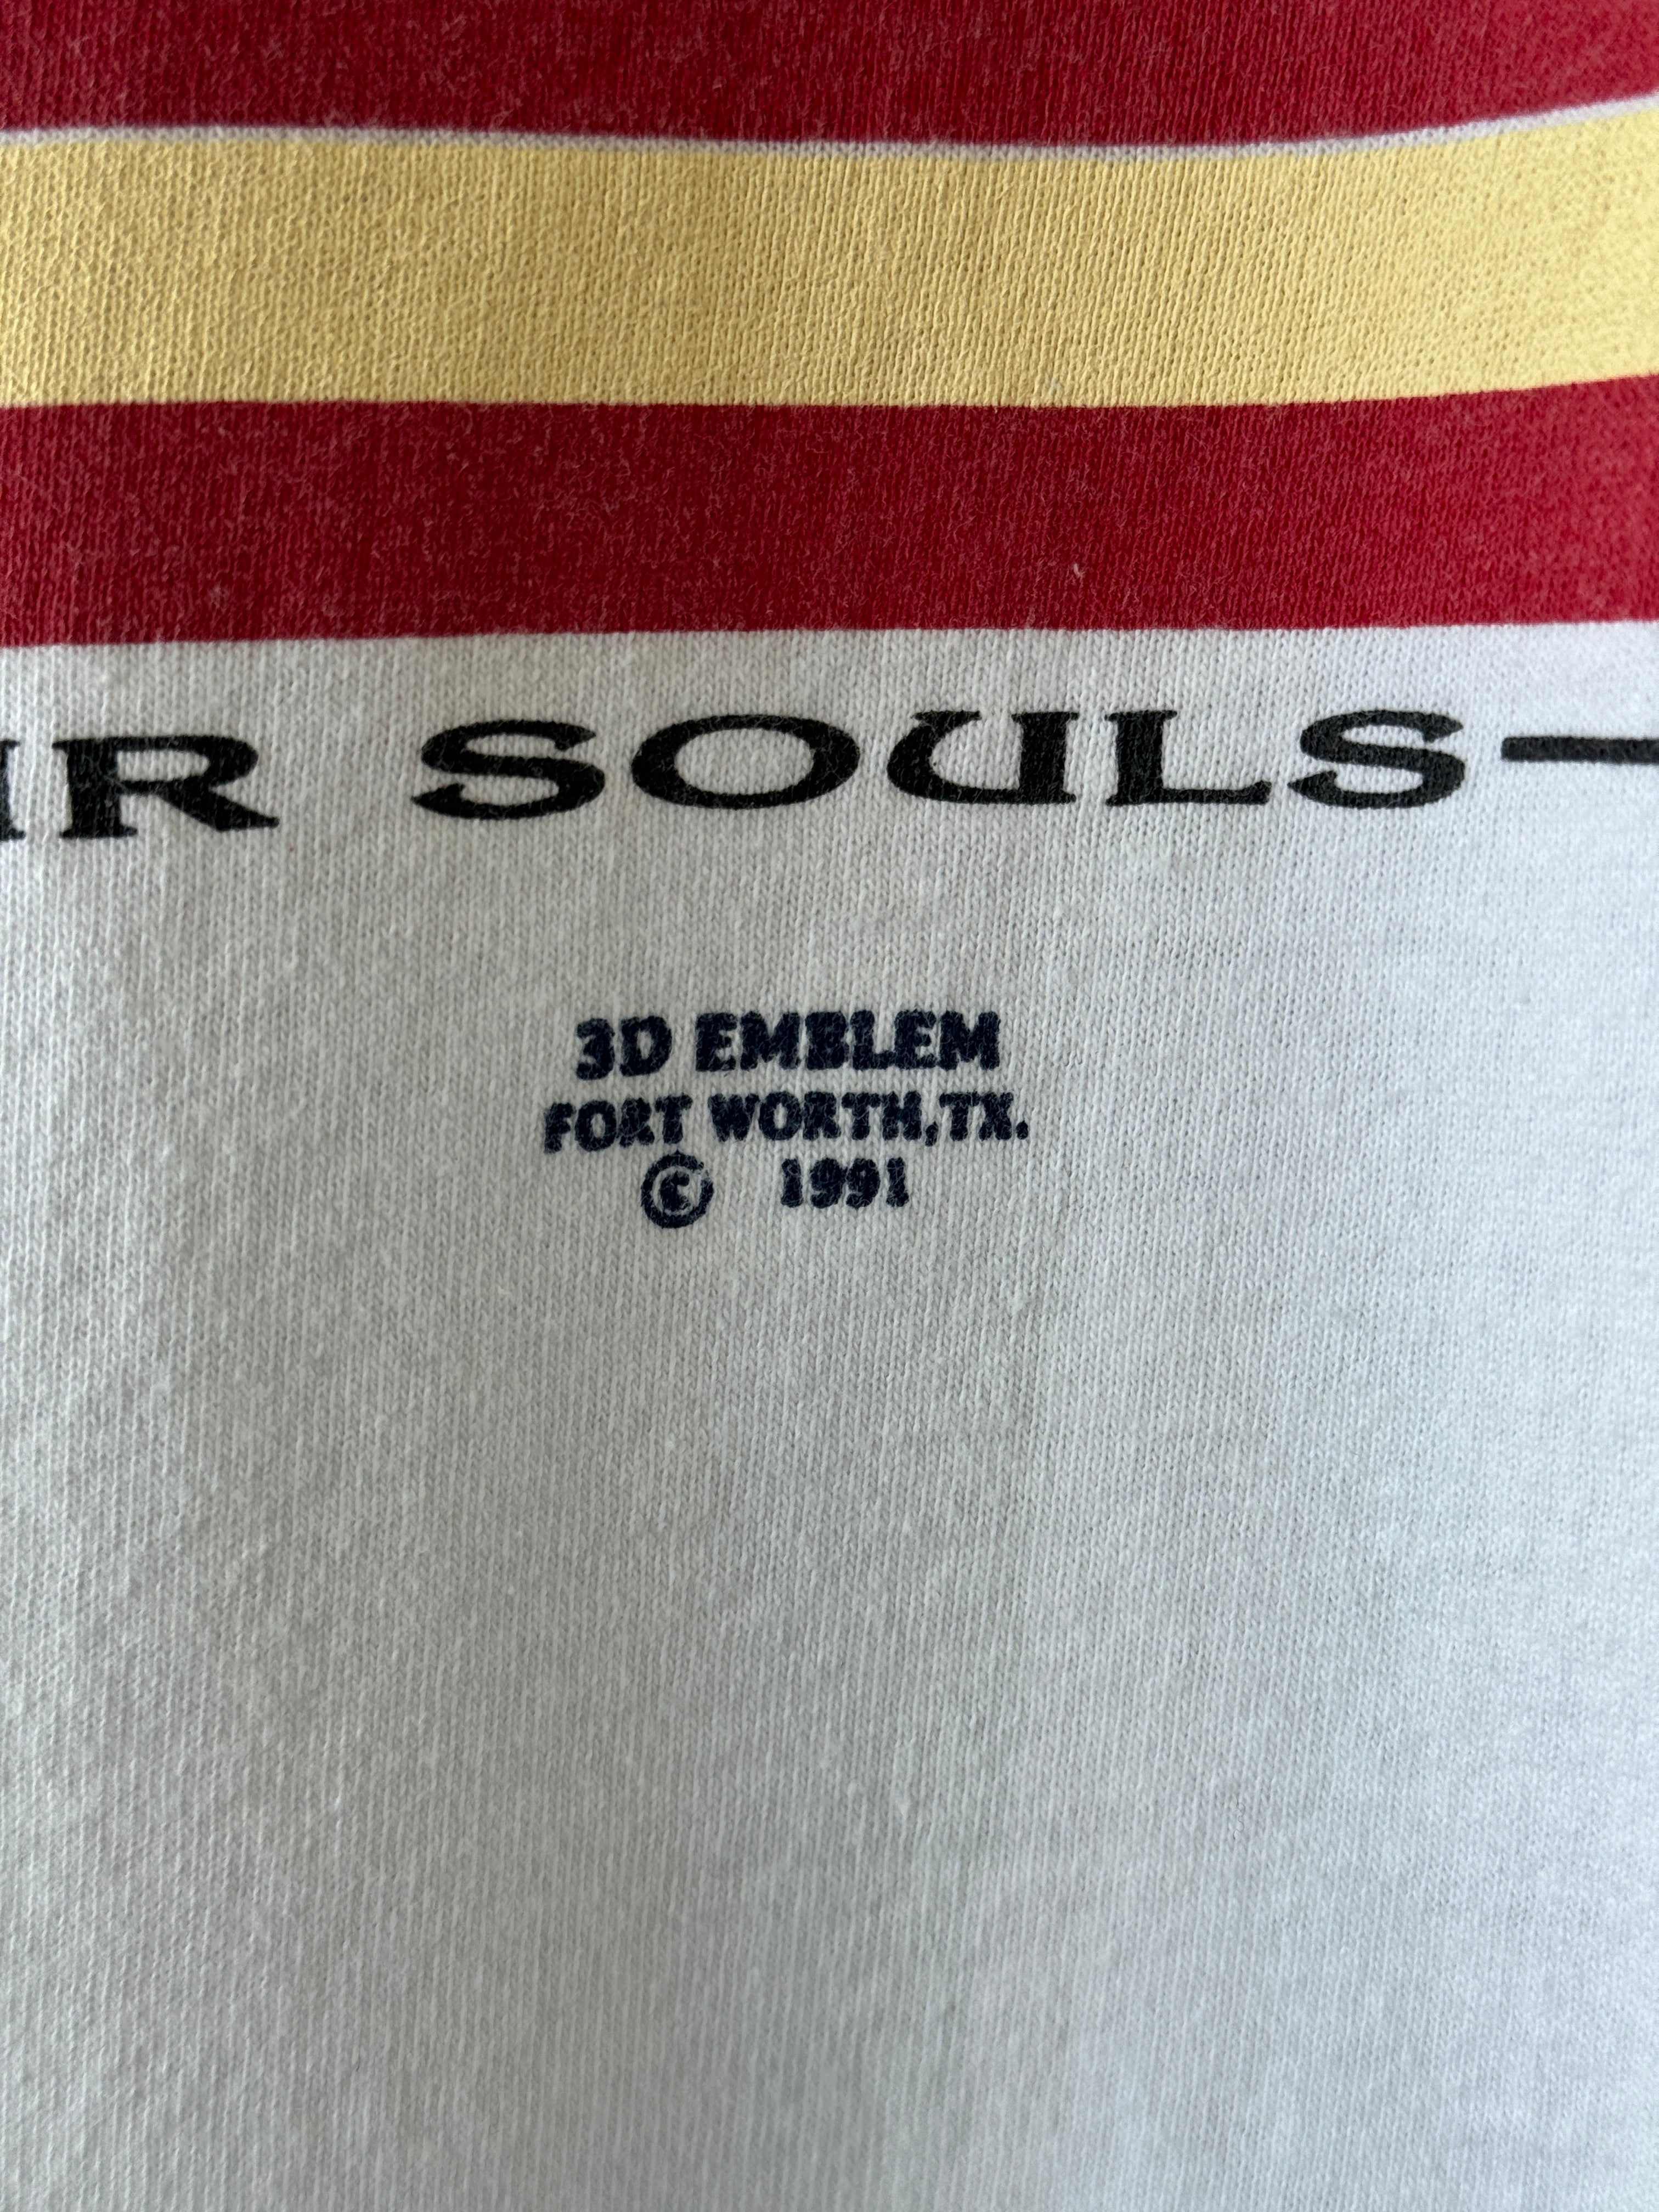 IR SOULS—
3D EMBLEM
FORT WORTH,TX.
© 1991